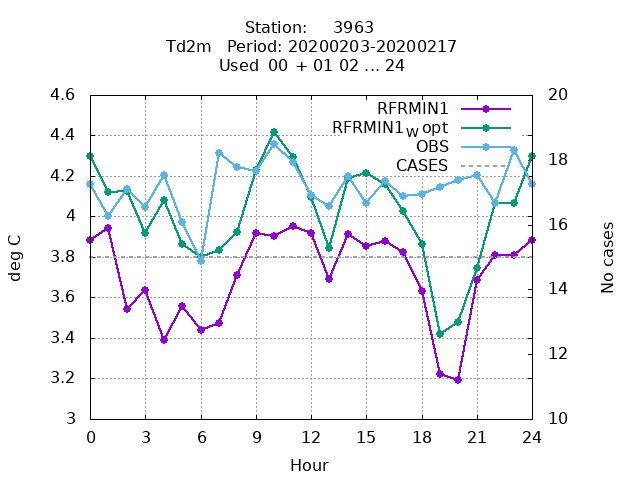 Station: 3963
Td2m Period: 20200203-20200217
Used 00 + 01 02 ... 24
RFRMIN1
RFRMIN1w opt
OBS
CASES
4.6
4.4
4.2
4
3.8
3.6
3.4
3.2
3
deg C
20
18
16
14
12
10
No cases
0 3 6 9 12 15 18 21 24
Hour